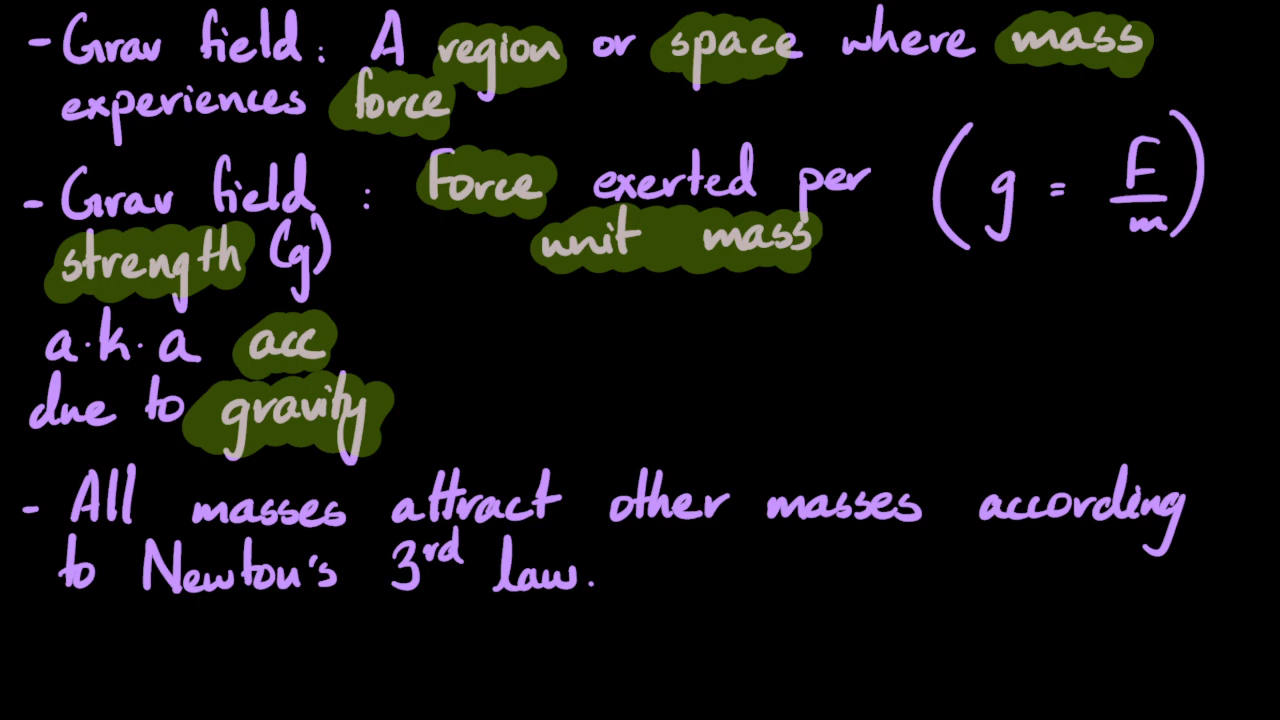 - Grav field: A region or space where mass
experiences force
- Grav field : Force exerted per (g = F/m)
strength (g) unit mass
a.k.a acc
due to gravity
- All masses attract other masses according
to Newton's 3rd law.